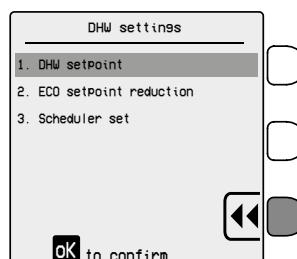 DHW settings
1. DHW setpoint
2. ECO setpoint reduction
3. Scheduler set
oK to confirm